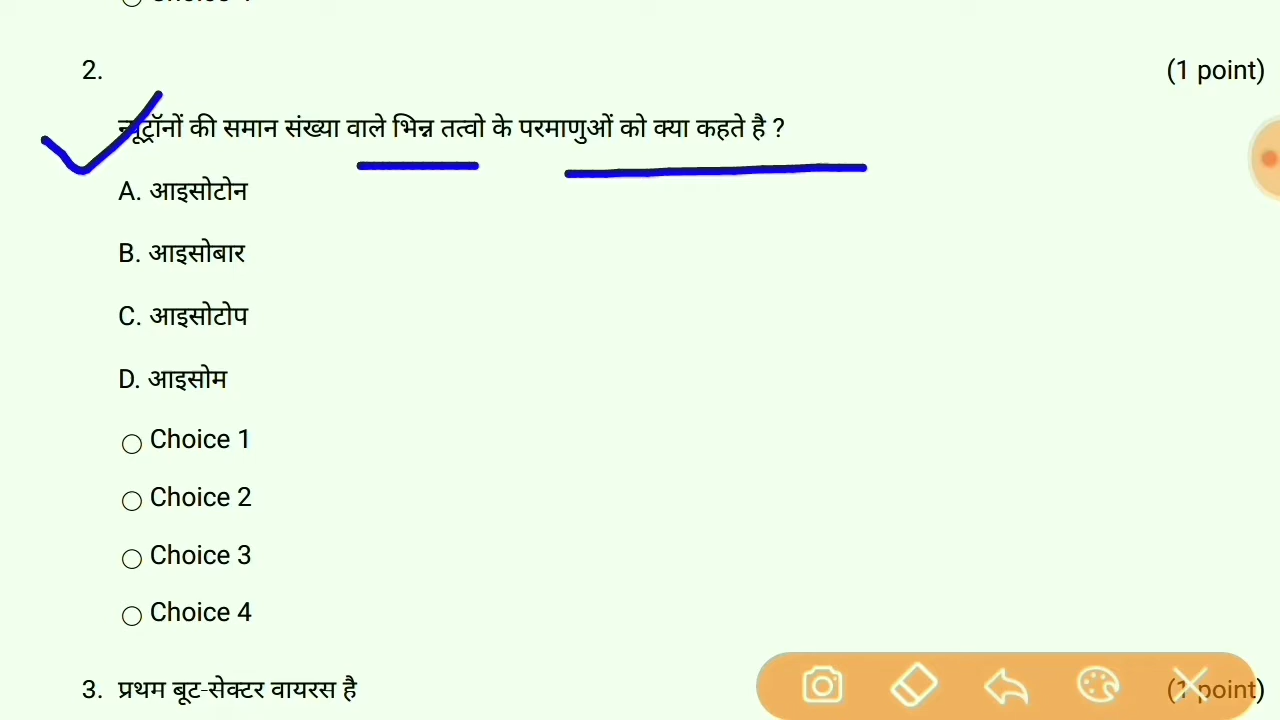 2. (1 point)
न्यूट्रॉनों की समान संख्या वाले भिन्न तत्वो के परमाणुओं को क्या कहते है ?
A. आइसोटोन
B. आइसोबार
C. आइसोटोप
D. आइसोम
Choice 1
Choice 2
Choice 3
Choice 4
3. प्रथम बूट-सेक्टर वायरस है (1 point)